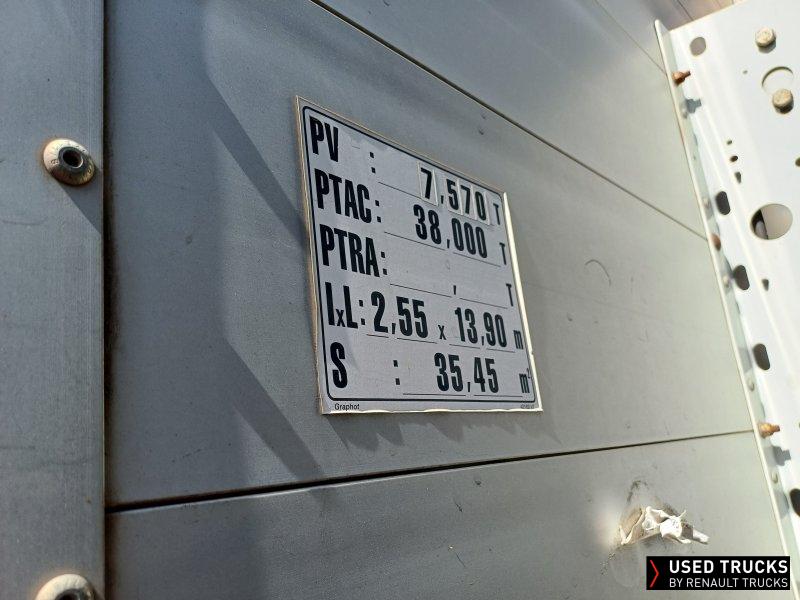 PV : 7,570 T
PTAC: 38,000 T
PTRA: , T
lxL: 2,55 x 13,90 m
S : 35,45 m²
Graphot
USED TRUCKS
BY RENAULT TRUCKS